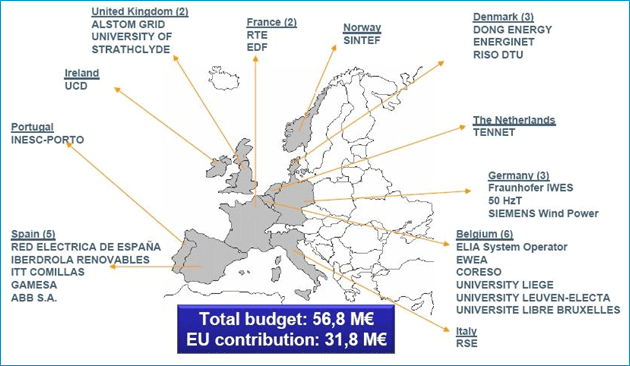 United Kingdom (2)
ALSTOM GRID
UNIVERSITY OF
STRATHCLYDE
France (2)
RTE
EDF
Norway
SINTEF
Denmark (3)
DONG ENERGY
ENERGINET
RISO DTU
Ireland
UCD
The Netherlands
TENNET
Portugal
INESC-PORTO
Germany (3)
Fraunhofer IWES
50 HzT
SIEMENS Wind Power
Spain (5)
RED ELECTRICA DE ESPAÑA
IBERDROLA RENOVABLES
ITT COMILLAS
GAMESA
ABB S.A.
Belgium (6)
ELIA System Operator
EWEA
CORESO
UNIVERSITY LIEGE
UNIVERSITY LEUVEN-ELECTA
UNIVERSITE LIBRE BRUXELLES
Italy
RSE
Total budget: 56,8 M€
EU contribution: 31,8 M€